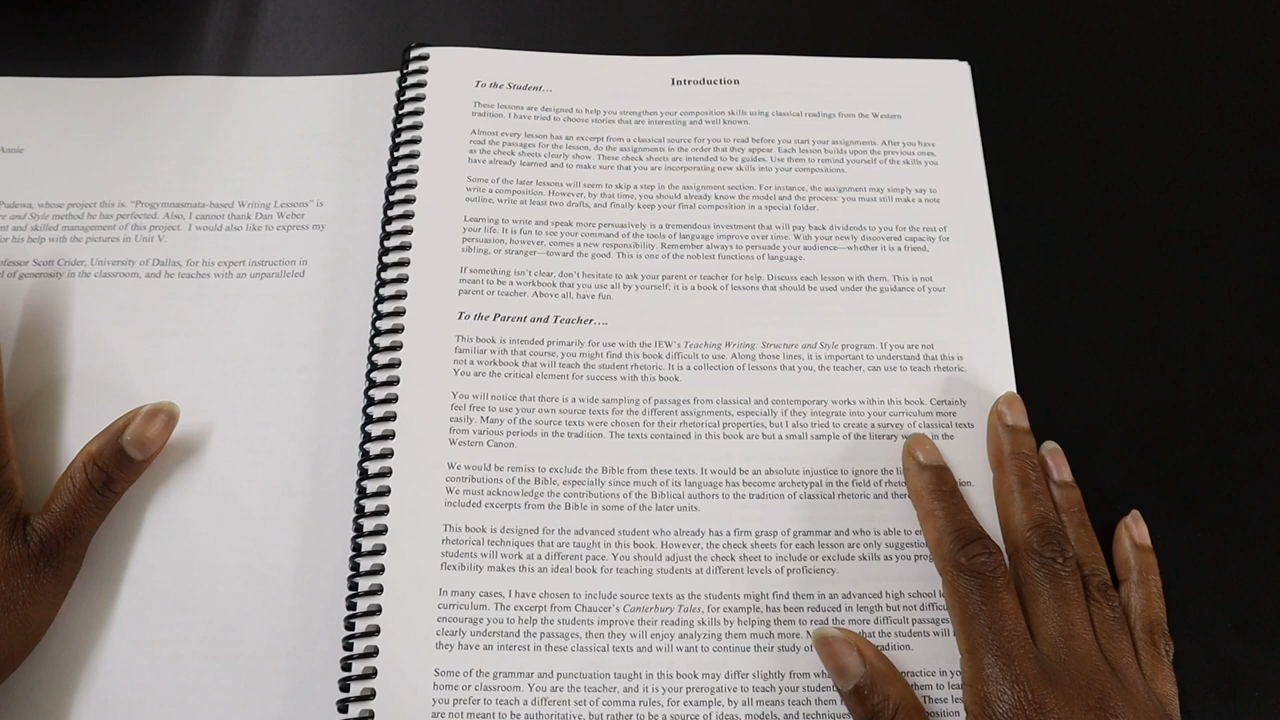 Annie
Pudewa, whose project this is. “Progymnasmata-based Writing Lessons” is
re and Style method he has perfected. Also, I cannot thank Dan Weber
nt and skilled management of this project. I would also like to express my
for his help with the pictures in Unit V.
ofessor Scott Crider, University of Dallas, for his expert instruction in
l of generosity in the classroom, and he teaches with an unparalleled
Introduction
To the Student…
These lessons are designed to help you strengthen your composition skills using classical readings from the Western
tradition. I have tried to choose stories that are interesting and well known.
Almost every lesson has an excerpt from a classical source for you to read before you start your assignments. After you have
read the passages for the lesson, do the assignments in the order that they appear. Each lesson builds upon the previous ones,
as the check sheets clearly show. These check sheets are intended to be guides. Use them to remind yourself of the skills you
have already learned and to make sure that you are incorporating new skills into your compositions.
Some of the later lessons will seem to skip a step in the assignment section. For instance, the assignment may simply say to
write a composition. However, by that time, you should already know the model and the process: you must still make a note
outline, write at least two drafts, and finally keep your final composition in a special folder.
Learning to write and speak more persuasively is a tremendous investment that will pay back dividends to you for the rest of
your life. It is fun to see your command of the tools of language improve over time. With your newly discovered capacity for
persuasion, however, comes a new responsibility. Remember always to persuade your audience—whether it is a friend,
sibling, or stranger—toward the good. This is one of the noblest functions of language.
If something isn’t clear, don’t hesitate to ask your parent or teacher for help. Discuss each lesson with them. This is not
meant to be a workbook that you use all by yourself; it is a book of lessons that should be used under the guidance of your
parent or teacher. Above all, have fun.
To the Parent and Teacher….
This book is intended primarily for use with the IEW’s Teaching Writing: Structure and Style program. If you are not
familiar with that course, you might find this book difficult to use. Along those lines, it is important to understand that this is
not a workbook that will teach the student rhetoric. It is a collection of lessons that you, the teacher, can use to teach rhetoric.
You are the critical element for success with this book.
You will notice that there is a wide sampling of passages from classical and contemporary works within this book. Certainly
feel free to use your own source texts for the different assignments, especially if they integrate into your curriculum more
easily. Many of the source texts were chosen for their rhetorical properties, but I also tried to create a survey of classical texts
from various periods in the tradition. The texts contained in this book are but a small sample of the literary in the
Western Canon.
We would be remiss to exclude the Bible from these texts. It would be an absolute injustice to ignore the
contributions of the Bible, especially since much of its language has become archetypal in the field of
We must acknowledge the contributions of the Biblical authors to the tradition of classical rhetoric and
included excerpts from the Bible in some of the later units.
This book is designed for the advanced student who already has a firm grasp of grammar and who is able to
rhetorical techniques that are taught in this book. However, the check sheets for each lesson are only
students will work at a different pace. You should adjust the check sheet to include or exclude skills as you
flexibility makes this an ideal book for teaching students at different levels of proficiency.
In many cases, I have chosen to include source texts as the students might find them in an advanced high school
curriculum. The excerpt from Chaucer’s Canterbury Tales, for example, has been reduced in length but not
encourage you to help the students improve their reading skills by helping them to read the more difficult passages.
clearly understand the passages, then they will enjoy analyzing them much more. that the students will
they have an interest in these classical texts and will want to continue their study of
Some of the grammar and punctuation taught in this book may differ slightly from practice in
home or classroom. You are the teacher, and it is your prerogative to teach your them to
you prefer to teach a different set of comma rules, for example, by all means teach them These
are not meant to be authoritative, but rather to be a source of ideas, models, and techniques